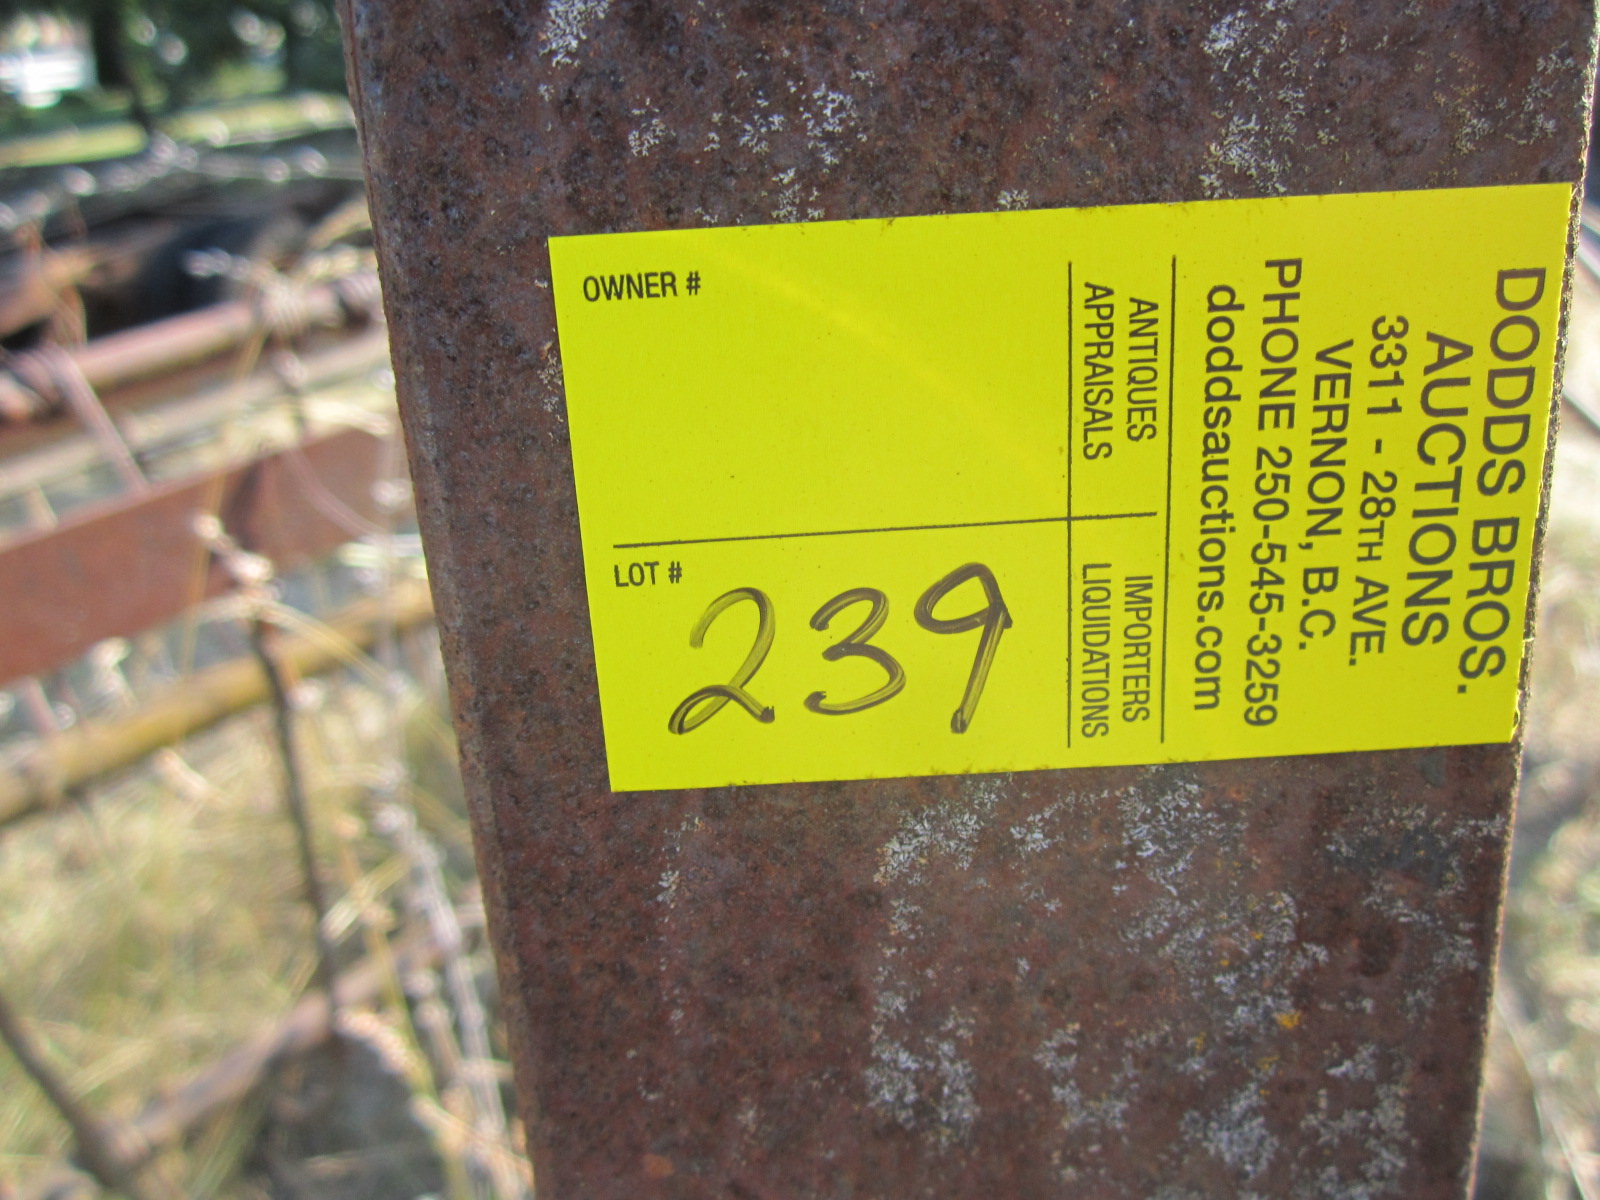 DODDS BROS.
AUCTIONS
3311 - 28TH AVE.
VERNON, B.C.
PHONE 250-545-3259
doddsauctions.com
ANTIQUES
APPRAISALS
IMPORTERS
LIQUIDATIONS
OWNER #
LOT #
239